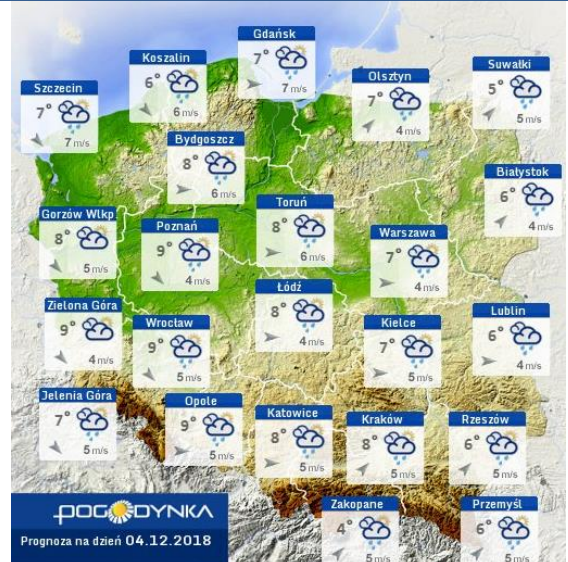 Gdańsk
7°
7 m/s
Koszalin
6°
6 m/s
Suwałki
5°
5 m/s
Olsztyn
7°
4 m/s
Szczecin
7°
7 m/s
Bydgoszcz
8°
6 m/s
Białystok
6°
4 m/s
Toruń
8°
6 m/s
Gorzów Wlkp
8°
5 m/s
Poznań
9°
4 m/s
Warszawa
7°
4 m/s
Łódź
8°
4 m/s
Zielona Góra
9°
4 m/s
Wrocław
9°
5 m/s
Kielce
7°
5 m/s
Lublin
6°
4 m/s
Jelenia Góra
7°
5 m/s
Opole
9°
5 m/s
Katowice
8°
5 m/s
Kraków
8°
5 m/s
Rzeszów
6°
5 m/s
Zakopane
4°
5 m/s
Przemyśl
6°
5 m/s
POGODYNKA
Prognoza na dzień 04.12.2018